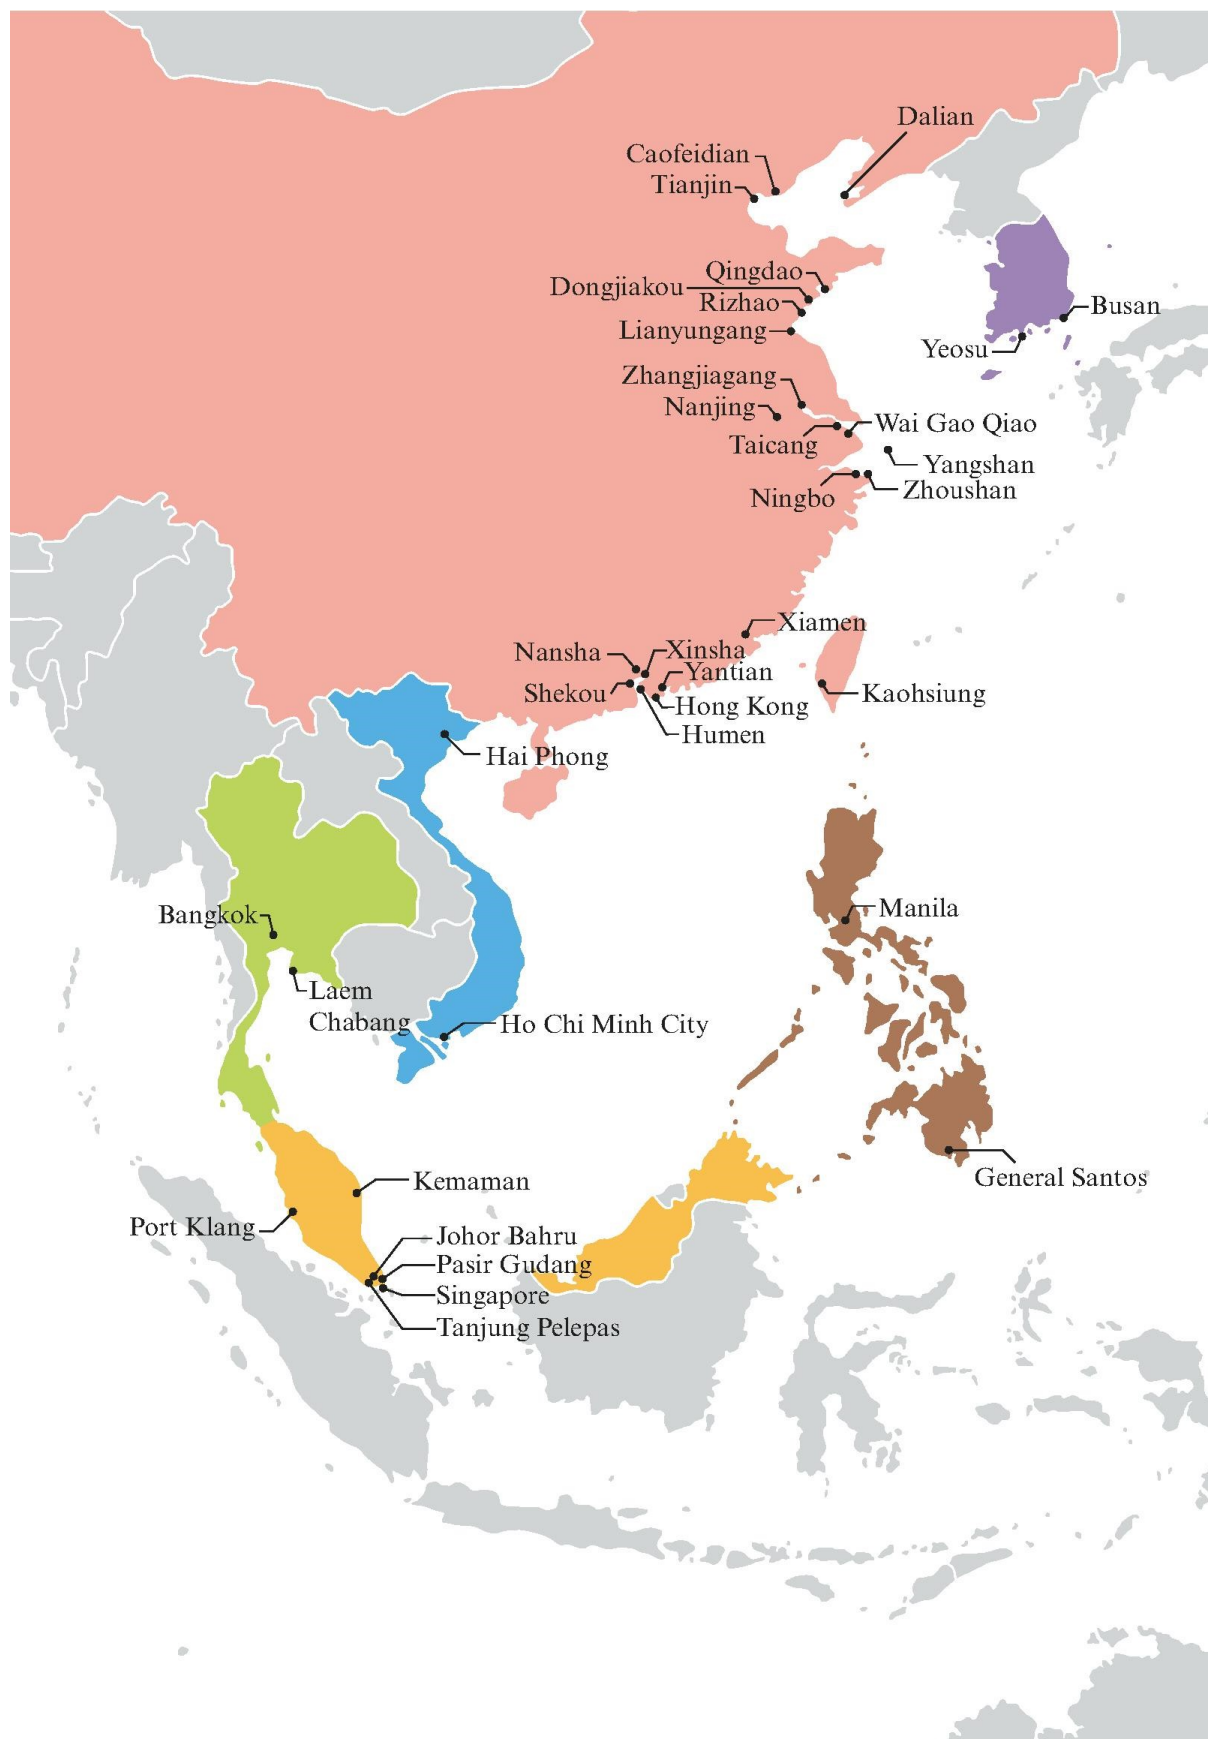 Dalian
Caofeidian
Tianjin
Qingdao
Dongjiakou
Rizhao
Busan
Lianyungang
Yeosu
Zhangjiagang
Nanjing
Wai Gao Qiao
Taicang
Yangshan
Zhoushan
Ningbo
Xiamen
Nansha
Xinsha
Yantian
Shekou
Kaohsiung
Hong Kong
Humen
Hai Phong
Manila
Bangkok
Laem
Chabang
Ho Chi Minh City
General Santos
Kemaman
Port Klang
Johor Bahru
Pasir Gudang
Singapore
Tanjung Pelepas